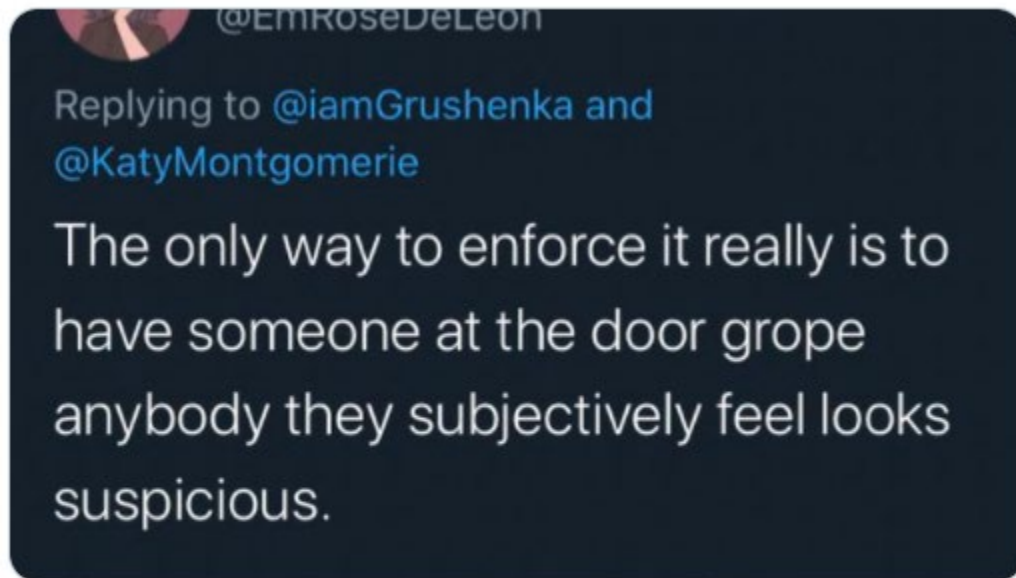 @EmRoseDeLeon
Replying to @iamGrushenka and
@KatyMontgomerie
The only way to enforce it really is to
have someone at the door grope
anybody they subjectively feel looks
suspicious.